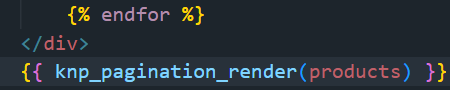 {% endfor %}
</div>
{{ knp_pagination_render(products) }}